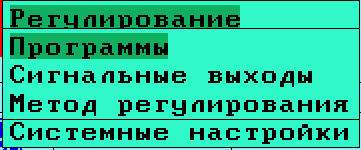 Регулирование
Программы
Сигнальные выходы
Метод регулирования
Системные настройки